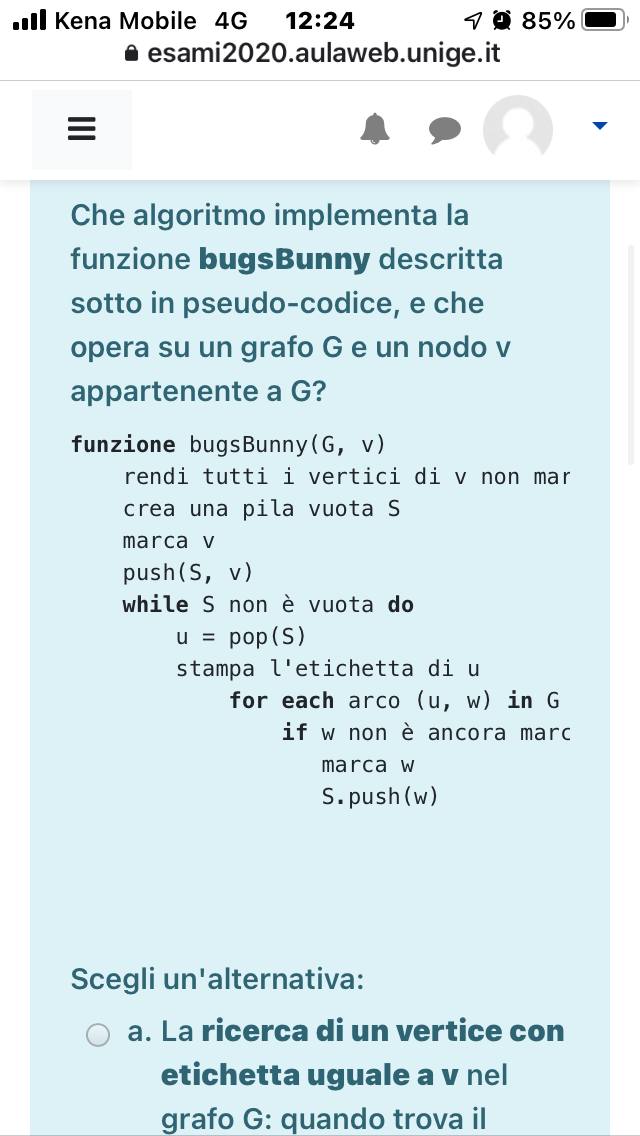 Kena Mobile 4G 12:24 85%
esami2020.aulaweb.unige.it
Che algoritmo implementa la
funzione bugsBunny descritta
sotto in pseudo-codice, e che
opera su un grafo G e un nodo v
appartenente a G?
funzione bugsBunny(G, v)
rendi tutti i vertici di v non mar
crea una pila vuota S
marca v
push(S, v)
while S non è vuota do
u = pop(S)
stampa l'etichetta di u
for each arco (u, w) in G
if w non è ancora marc
marca w
S.push(w)
Scegli un'alternativa:
a. La ricerca di un vertice con
etichetta uguale a v nel
grafo G: quando trova il